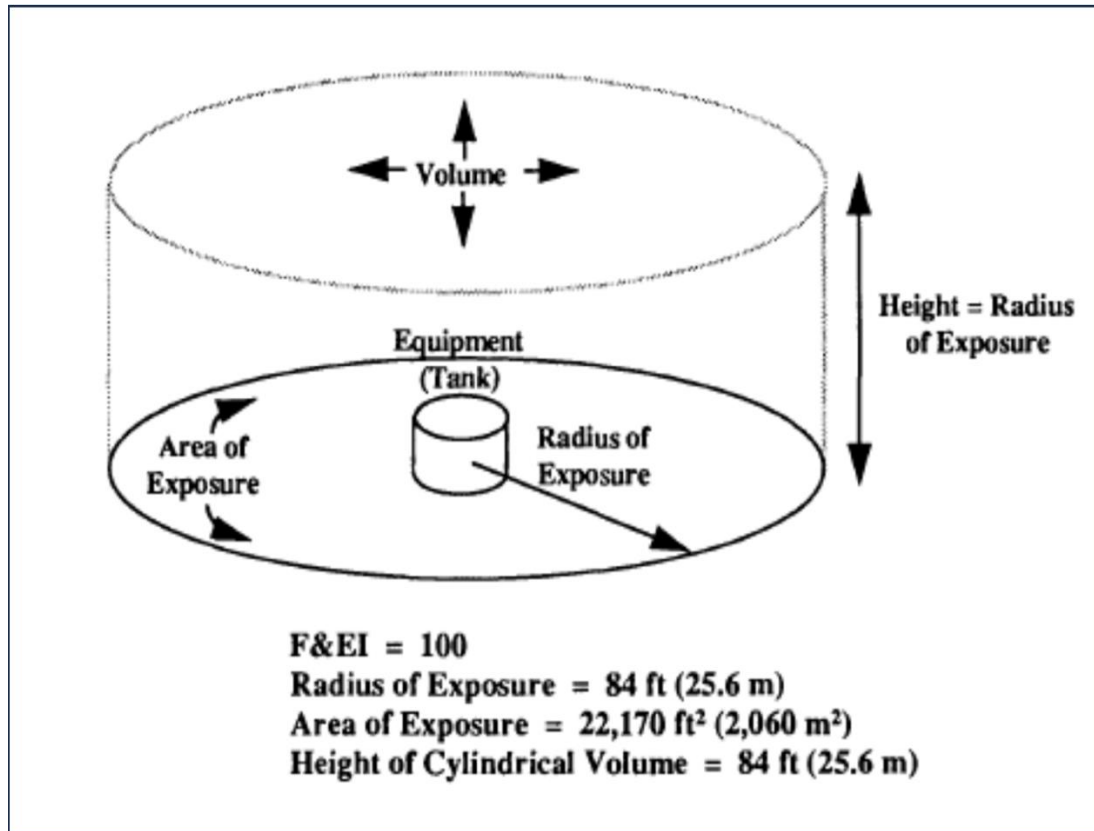 Volume
Height = Radius
of Exposure
Equipment
(Tank)
Area of
Exposure
Radius of
Exposure
F&EI = 100
Radius of Exposure = 84 ft (25.6 m)
Area of Exposure = 22,170 ft² (2,060 m²)
Height of Cylindrical Volume = 84 ft (25.6 m)